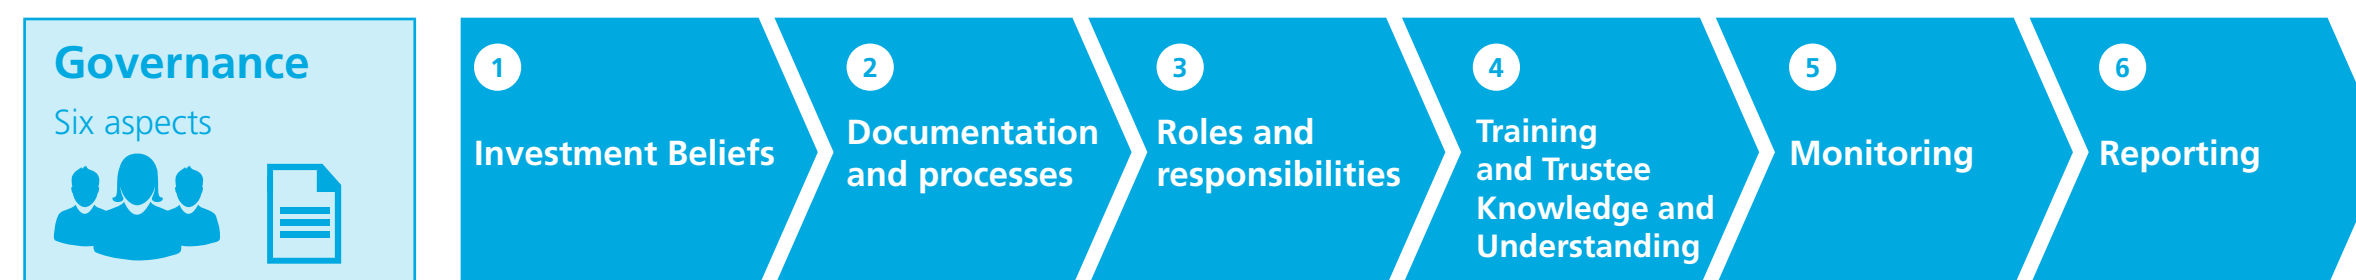 Governance
Six aspects
1
Investment Beliefs
2
Documentation
and processes
3
Roles and
responsibilities
4
Training
and Trustee
Knowledge and
Understanding
5
Monitoring
6
Reporting